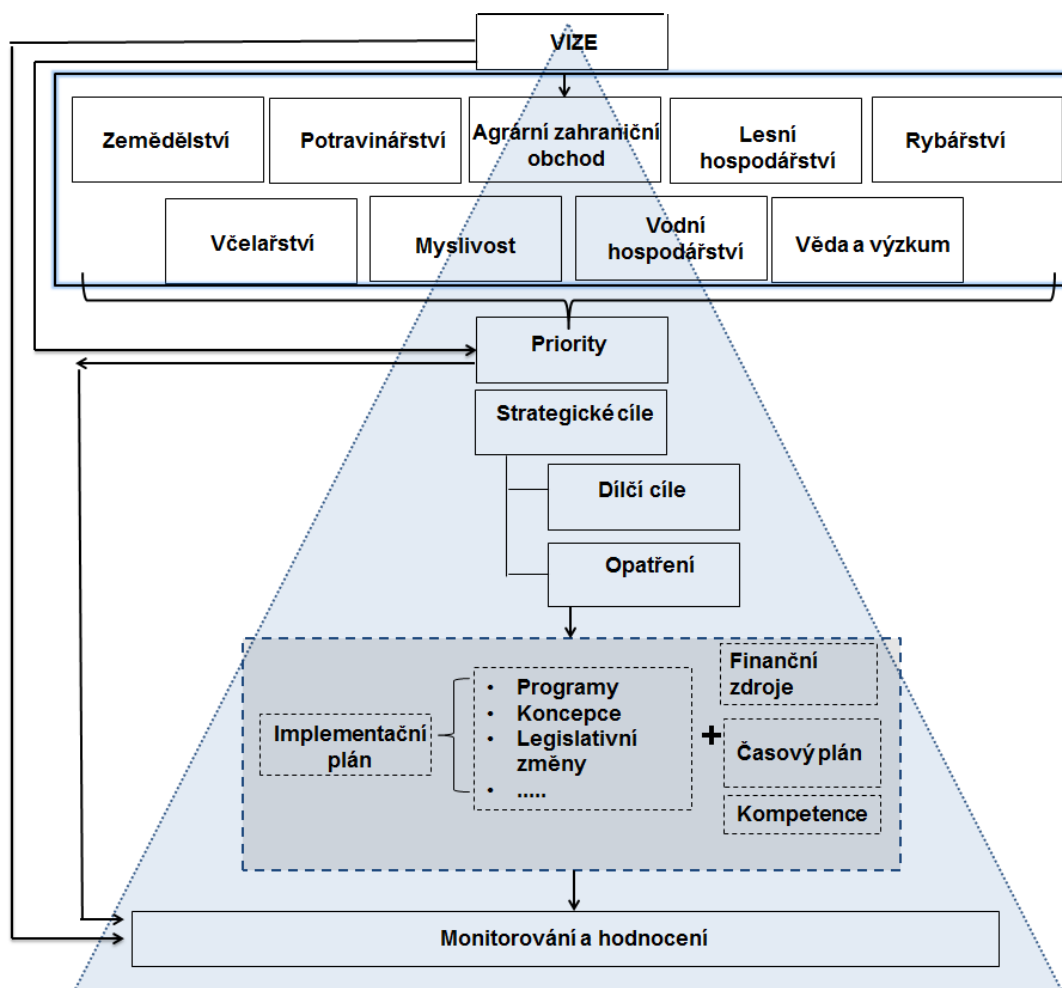 VIZE
Zemědělství
Potravinářství
Agrární zahraniční
obchod
Lesní
hospodářství
Rybářství
Včelařství
Myslivost
Vodní
hospodářství
Věda a výzkum
Priority
Strategické cíle
Dílčí cíle
Opatření
Implementační
plán
• Programy
• Koncepce
• Legislativní
změny
• .....
+
Finanční
zdroje
Časový plán
Kompetence
Monitorování a hodnocení